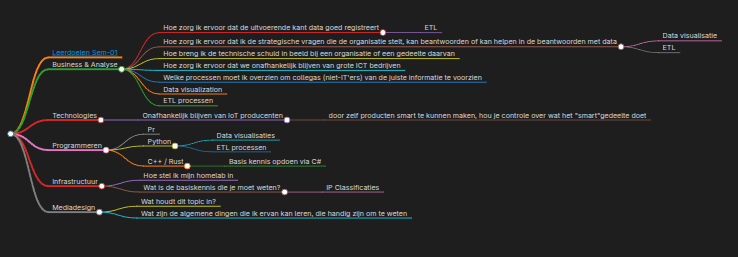 Leerdoelen Sem-01
Business & Analyse
Hoe zorg ik ervoor dat de uitvoerende kant data goed registreert
ETL
Hoe zorg ik ervoor dat ik de strategische vragen die de organisatie stelt, kan beantwoorden of kan helpen in de beantwoorden met data
Data visualisatie
ETL
Hoe breng ik de technische schuld in beeld bij een organisatie of een gedeelte daarvan
Hoe zorg ik ervoor dat we onafhankelijk blijven van grote ICT bedrijven
Welke processen moet ik overzien om collegas (niet-IT'ers) van de juiste informatie te voorzien
Data visualization
ETL processen
Technologies
Onafhankelijk blijven van IoT producenten
door zelf producten smart te kunnen maken, hou je controle over wat het "smart"gedeelte doet
Programmeren
Pr
Python
Data visualisaties
ETL processen
C++ / Rust
Basis kennis opdoen via C#
Infrastructuur
Hoe stel ik mijn homelab in
Wat is de basiskennis die je moet weten?
IP Classificaties
Mediadesign
Wat houdt dit topic in?
Wat zijn de algemene dingen die ik ervan kan leren, die handig zijn om te weten